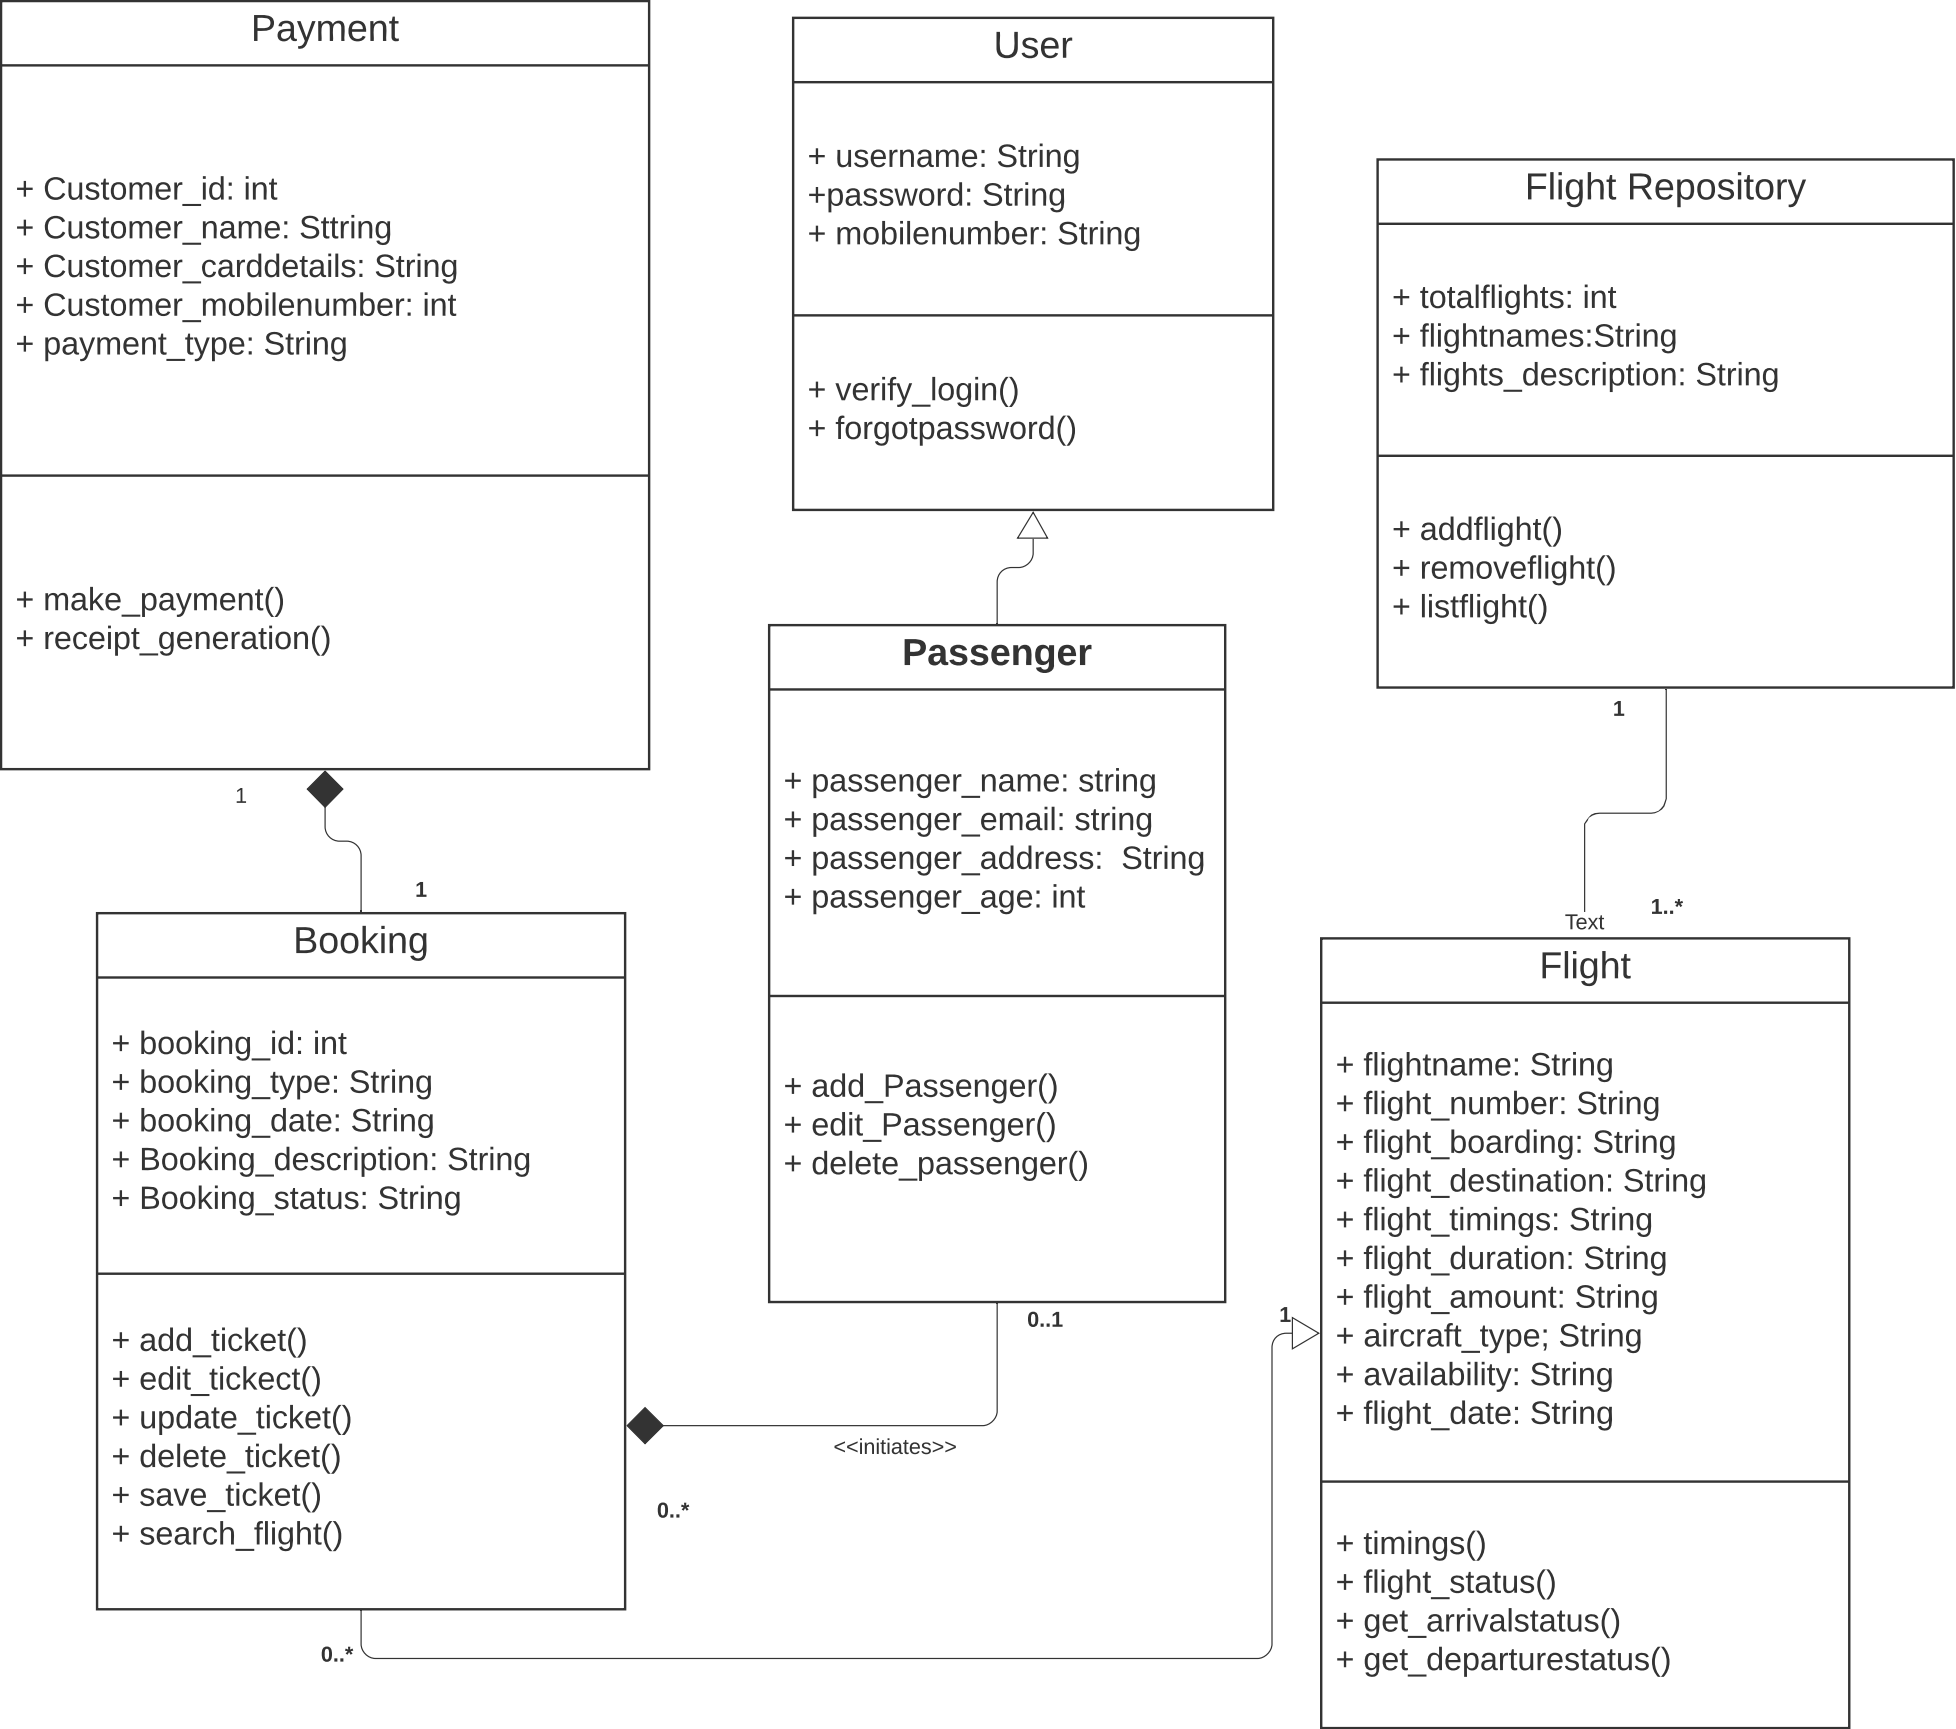 Payment
+ Customer_id: int
+ Customer_name: Sttring
+ Customer_carddetails: String
+ Customer_mobilenumber: int
+ payment_type: String
+ make_payment()
+ receipt_generation()
1
1
User
+ username: String
+password: String
+ mobilenumber: String
+ verify_login()
+ forgotpassword()
Flight Repository
+ totalflights: int
+ flightnames:String
+ flights_description: String
+ addflight()
+ removeflight()
+ listflight()
1
1..*
Text
Passenger
+ passenger_name: string
+ passenger_email: string
+ passenger_address:  String
+ passenger_age: int
+ add_Passenger()
+ edit_Passenger()
+ delete_passenger()
0..1
<<initiates>>
0..*
Booking
+ booking_id: int
+ booking_type: String
+ booking_date: String
+ Booking_description: String
+ Booking_status: String
+ add_ticket()
+ edit_tickect()
+ update_ticket()
+ delete_ticket()
+ save_ticket()
+ search_flight()
0..*
1
Flight
+ flightname: String
+ flight_number: String
+ flight_boarding: String
+ flight_destination: String
+ flight_timings: String
+ flight_duration: String
+ flight_amount: String
+ aircraft_type; String
+ availability: String
+ flight_date: String
+ timings()
+ flight_status()
+ get_arrivalstatus()
+ get_departurestatus()